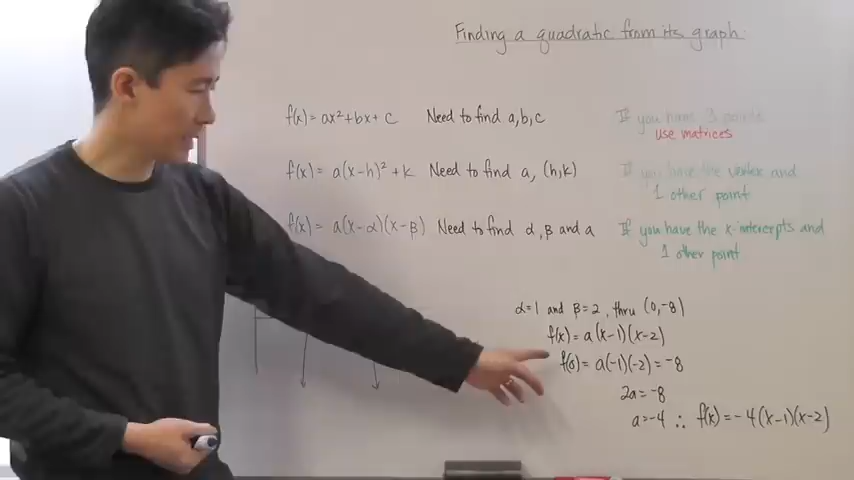 Finding a quadratic from its graph:
f(x) = ax² + bx + c Need to find a, b, c If you have 3 points
use matrices
f(x) = a(x-h)² + k Need to find a, (h,k) If you have the vertex and
1 other point
f(x) = a(x-α)(x-β) Need to find α, β and a If you have the x-intercepts and
1 other point
α=1 and β=2, thru (0,-8)
f(x) = a(x-1)(x-2)
f(0) = a(-1)(-2) = -8
2a = -8
a = -4 ∴ f(x) = -4(x-1)(x-2)